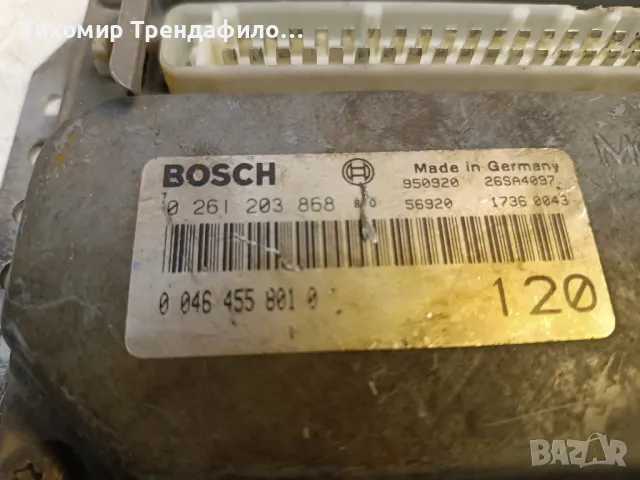 Тихомир Трендафило...
BOSCH Made in Germany
950920 26SA4097
0 261 203 868 56920 1736 0043
0 046 455 801 0 120
BAZAR